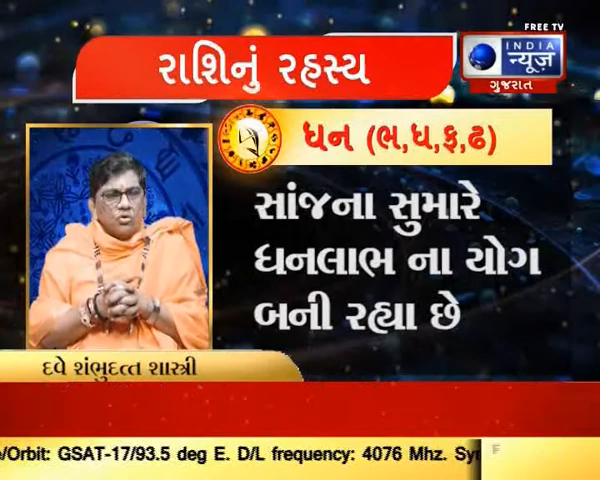 FREE TV
INDIA
न्यूज़
ગુજરાત
રાશિનું રહસ્ય
ધન (ભ,ધ,ફ,ઢ)
સાંજના સુમારે
ધનલાભ ના યોગ
બની રહ્યા છે
દવે શંભુદત્ત શાસ્ત્રી
/Orbit: GSAT-17/93.5 deg E. D/L frequency: 4076 Mhz.